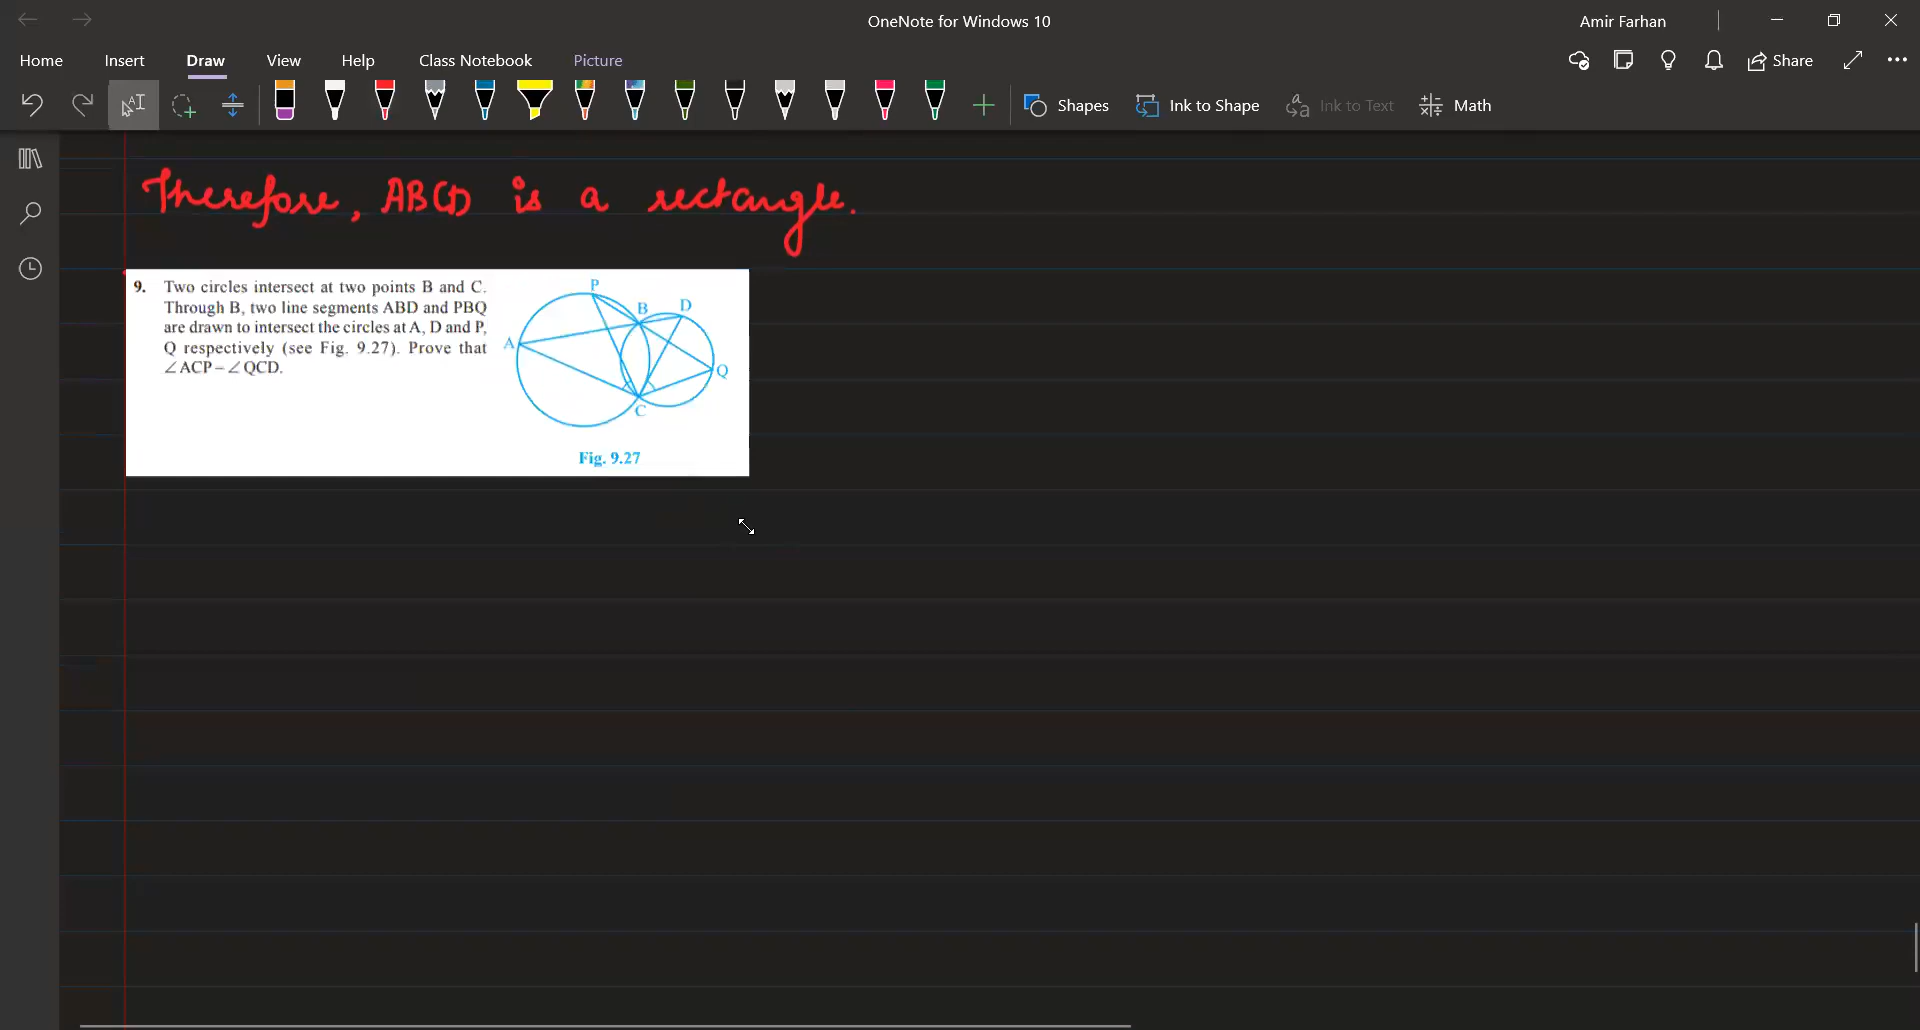 OneNote for Windows 10
Amir Farhan
Home Insert Draw View Help Class Notebook Picture
Share
Shapes Ink to Shape Ink to Text Math
Therefore, ABCD is a rectangle.
9. Two circles intersect at two points B and C.
Through B, two line segments ABD and PBQ
are drawn to intersect the circles at A, D and P,
Q respectively (see Fig. 9.27). Prove that
∠ACP-∠QCD.
P
B D
A
Q
C
Fig. 9.27